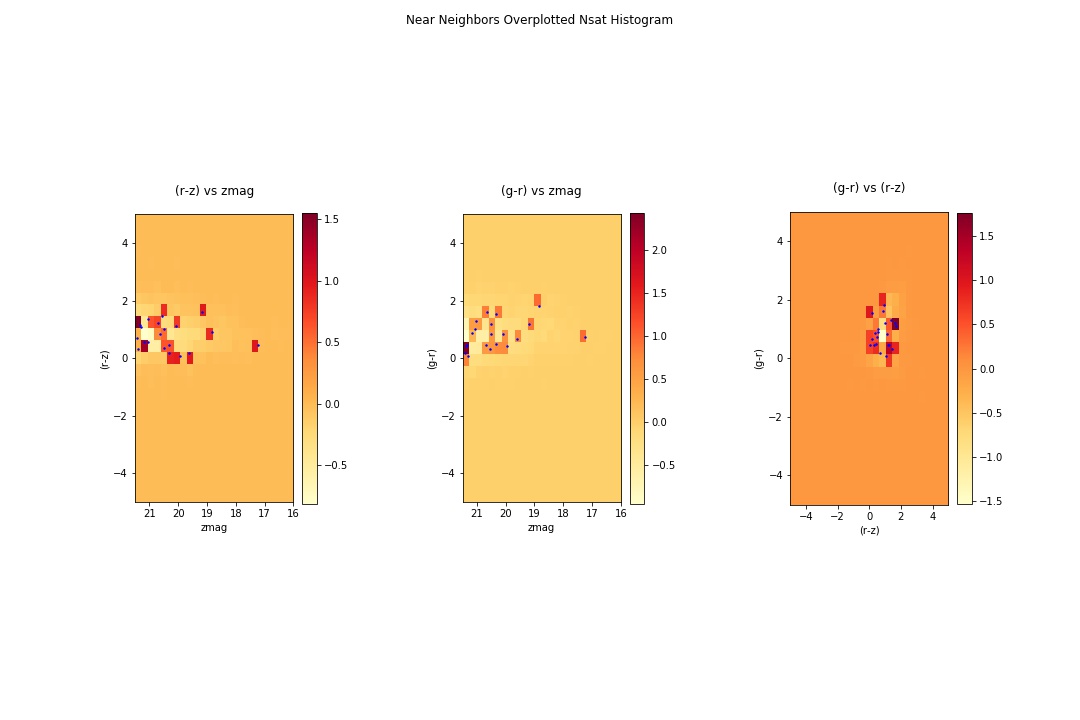 Near Neighbors Overplotted Nsat Histogram
(r-z) vs zmag
(g-r) vs zmag
(g-r) vs (r-z)
4
2
0
−2
−4
(r-z)
21 20 19 18 17 16
zmag
1.5
1.0
0.5
0.0
−0.5
4
2
0
−2
−4
(g-r)
21 20 19 18 17 16
zmag
2.0
1.5
1.0
0.5
0.0
−0.5
4
2
0
−2
−4
(g-r)
−4 −2 0 2 4
(r-z)
1.5
1.0
0.5
0.0
−0.5
−1.0
−1.5